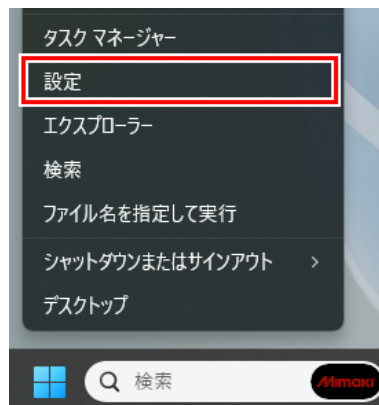 タスク マネージャー
設定
エクスプローラー
検索
ファイル名を指定して実行
シャットダウンまたはサインアウト
デスクトップ
検索
Mimaki